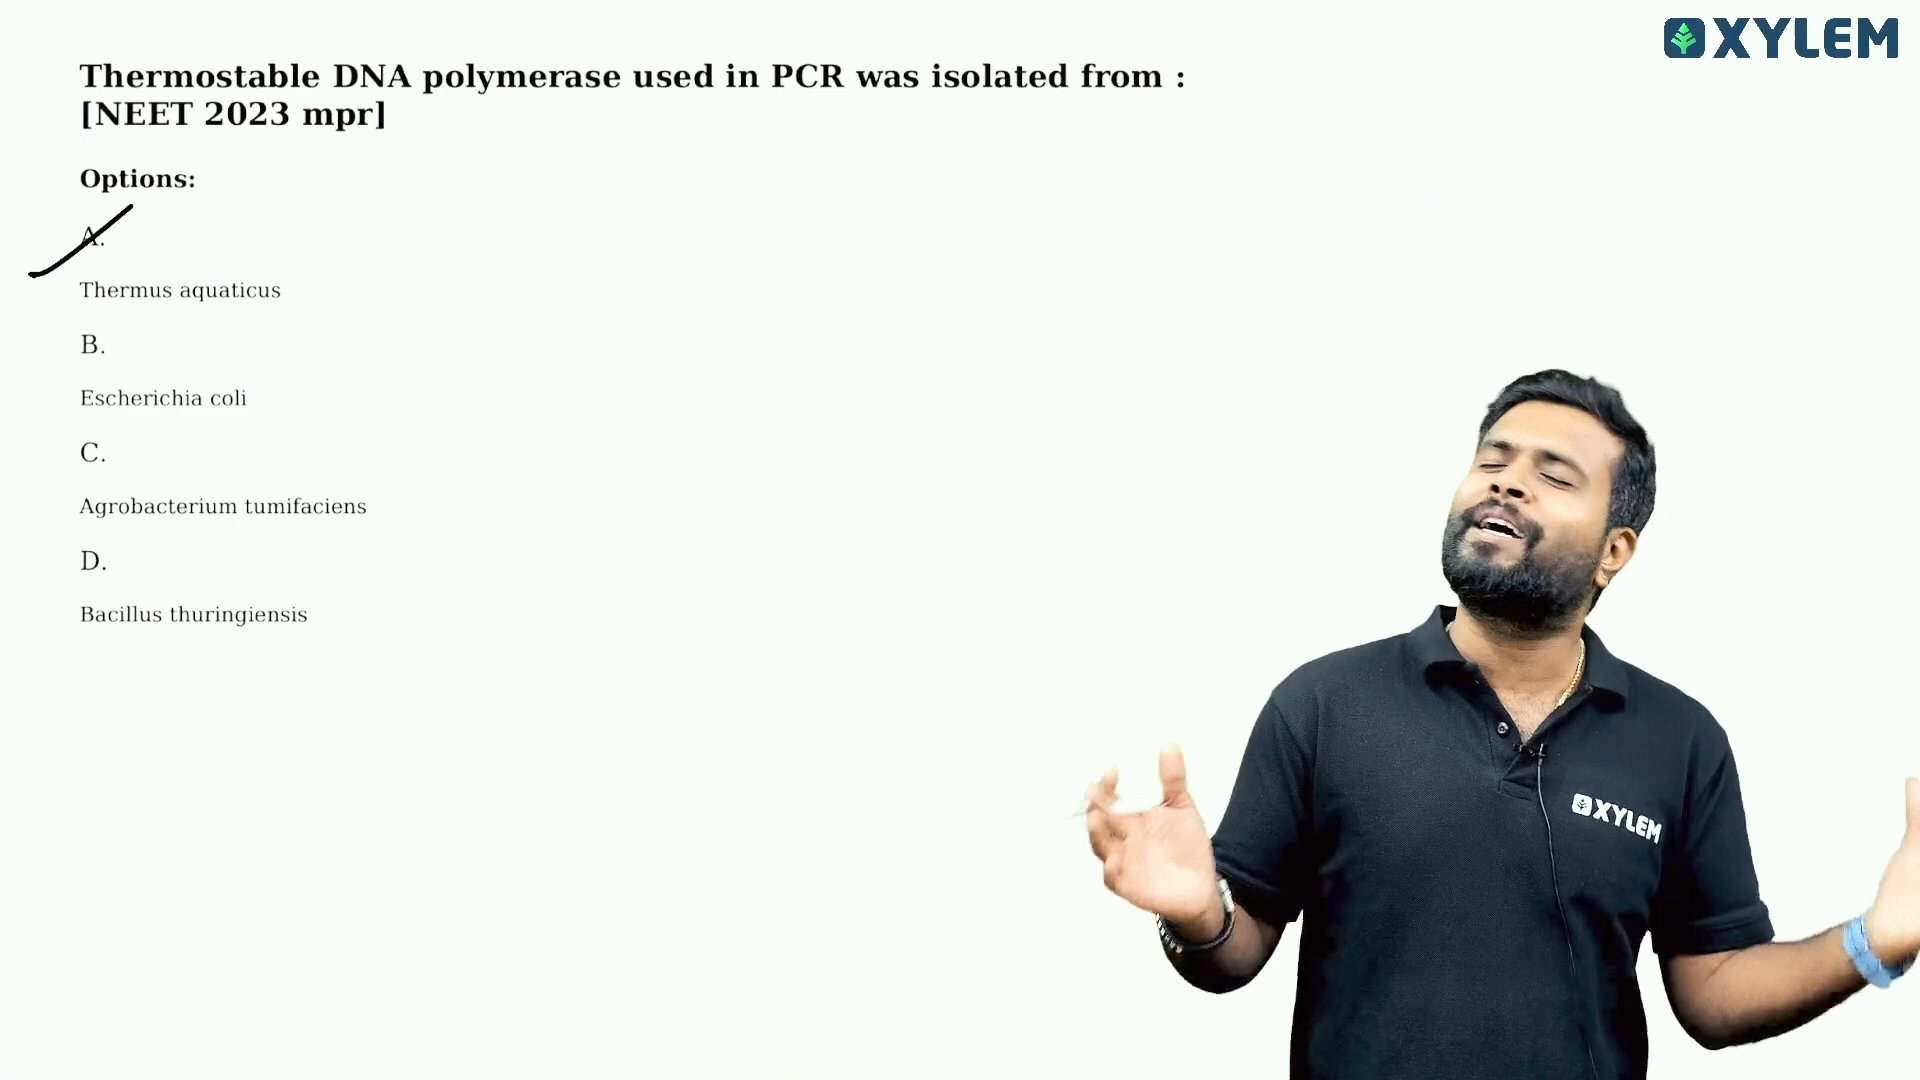 XYLEM
Thermostable DNA polymerase used in PCR was isolated from :
[NEET 2023 mpr]
Options:
A.
Thermus aquaticus
B.
Escherichia coli
C.
Agrobacterium tumifaciens
D.
Bacillus thuringiensis
XYLEM